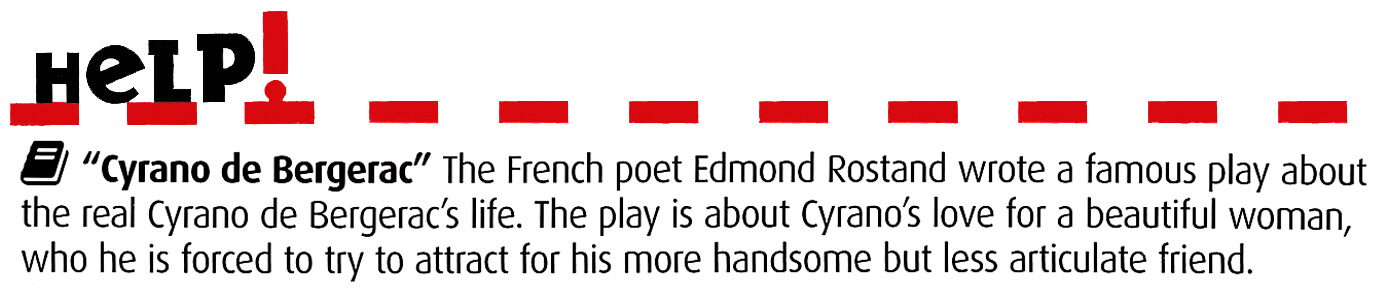 HeLP!
"Cyrano de Bergerac" The French poet Edmond Rostand wrote a famous play about
the real Cyrano de Bergerac's life. The play is about Cyrano's love for a beautiful woman,
who he is forced to try to attract for his more handsome but less articulate friend.